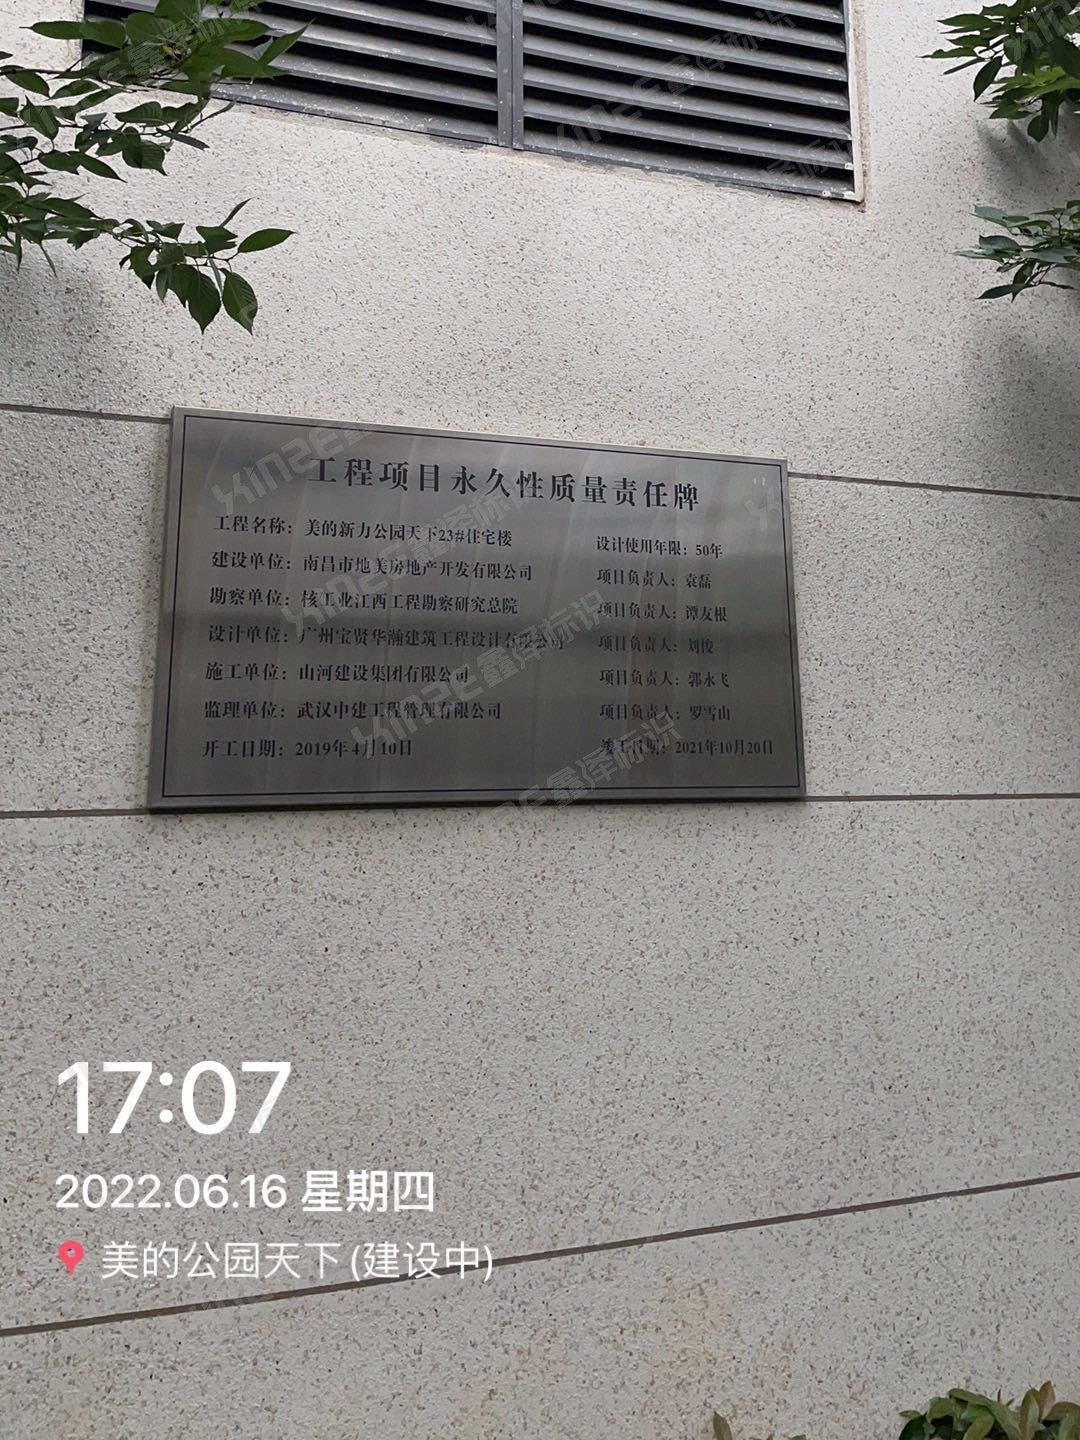 工程项目永久性质量责任牌
工程名称：美的新力公园天下23#住宅楼
设计使用年限：50年
建设单位：南昌市地美房地产开发有限公司
项目负责人：袁磊
勘察单位：核工业江西工程勘察研究总院
项目负责人：谭友根
设计单位：广州宝贤华瀚建筑工程设计有限公司
项目负责人：刘俊
施工单位：山河建设集团有限公司
项目负责人：郭永飞
监理单位：武汉中建工程管理有限公司
项目负责人：罗雪山
开工日期：2019年4月10日
竣工日期：2021年10月20日
17:07
2022.06.16 星期四
美的公园天下(建设中)
XINZE鑫泽标识